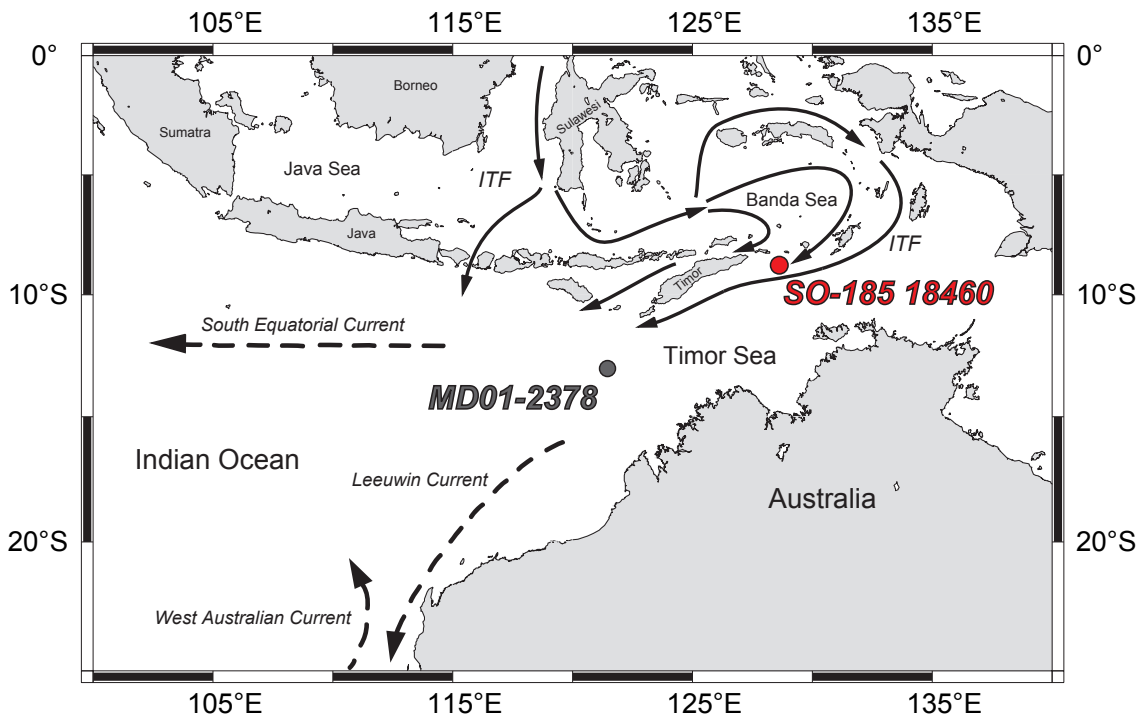 105°E
115°E
125°E
135°E
0°
0°
Borneo
Sumatra
Sulawesi
Java Sea
ITF
Banda Sea
Java
ITF
Timor
10°S
SO-185 18460
10°S
South Equatorial Current
Timor Sea
MD01-2378
Indian Ocean
Leeuwin Current
Australia
20°S
20°S
West Australian Current
105°E
115°E
125°E
135°E